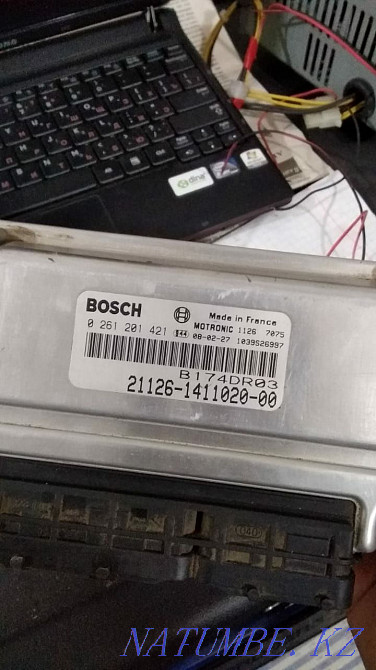 BOSCH
Made in France
0 261 201 421
MOTRONIC 1126 7075
08-02-27 1039S26997
B174DR03
21126-1411020-00
NATUMBE. KZ